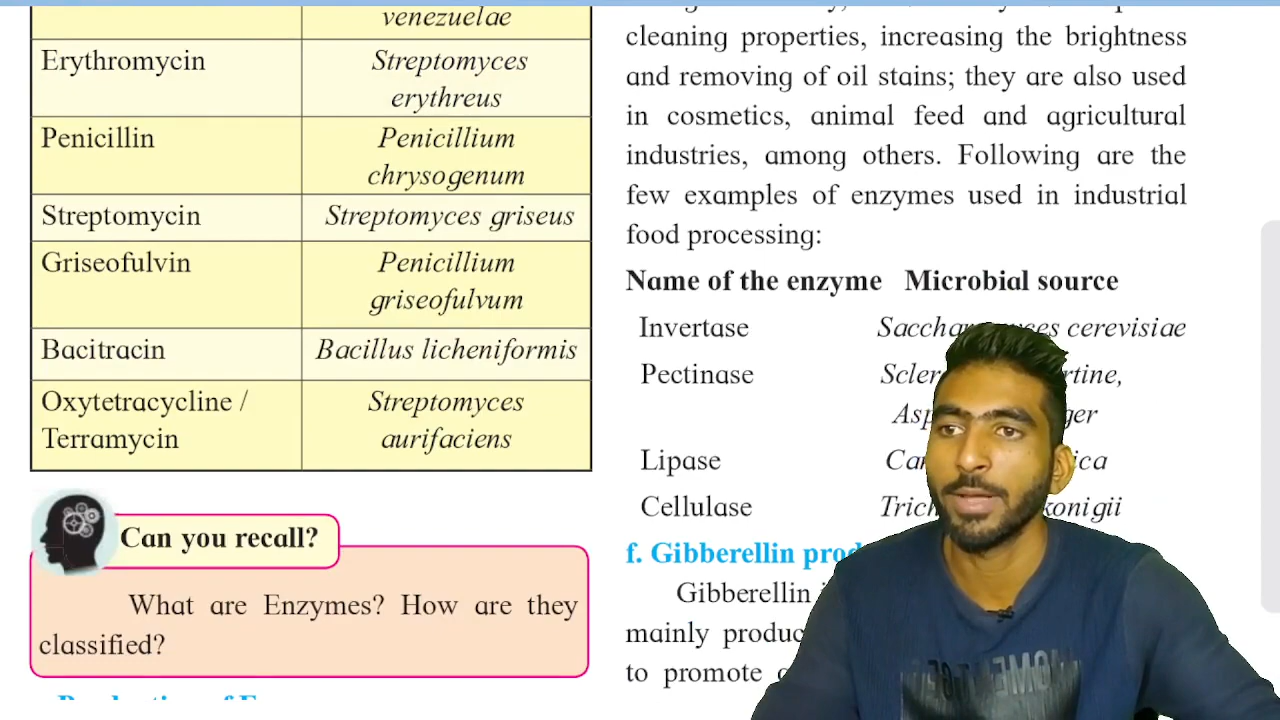 venezuelae
Erythromycin
Streptomyces
erythreus
Penicillin
Penicillium
chrysogenum
Streptomycin
Streptomyces griseus
Griseofulvin
Penicillium
griseofulvum
Bacitracin
Bacillus licheniformis
Oxytetracycline /
Terramycin
Streptomyces
aurifaciens
Can you recall?
What are Enzymes? How are they
classified?
cleaning properties, increasing the brightness
and removing of oil stains; they are also used
in cosmetics, animal feed and agricultural
industries, among others. Following are the
few examples of enzymes used in industrial
food processing:
Name of the enzyme Microbial source
Invertase
cerevisiae
Pectinase
Lipase
Cellulase
f. Gibberellin
Gibberellin
mainly
to promote